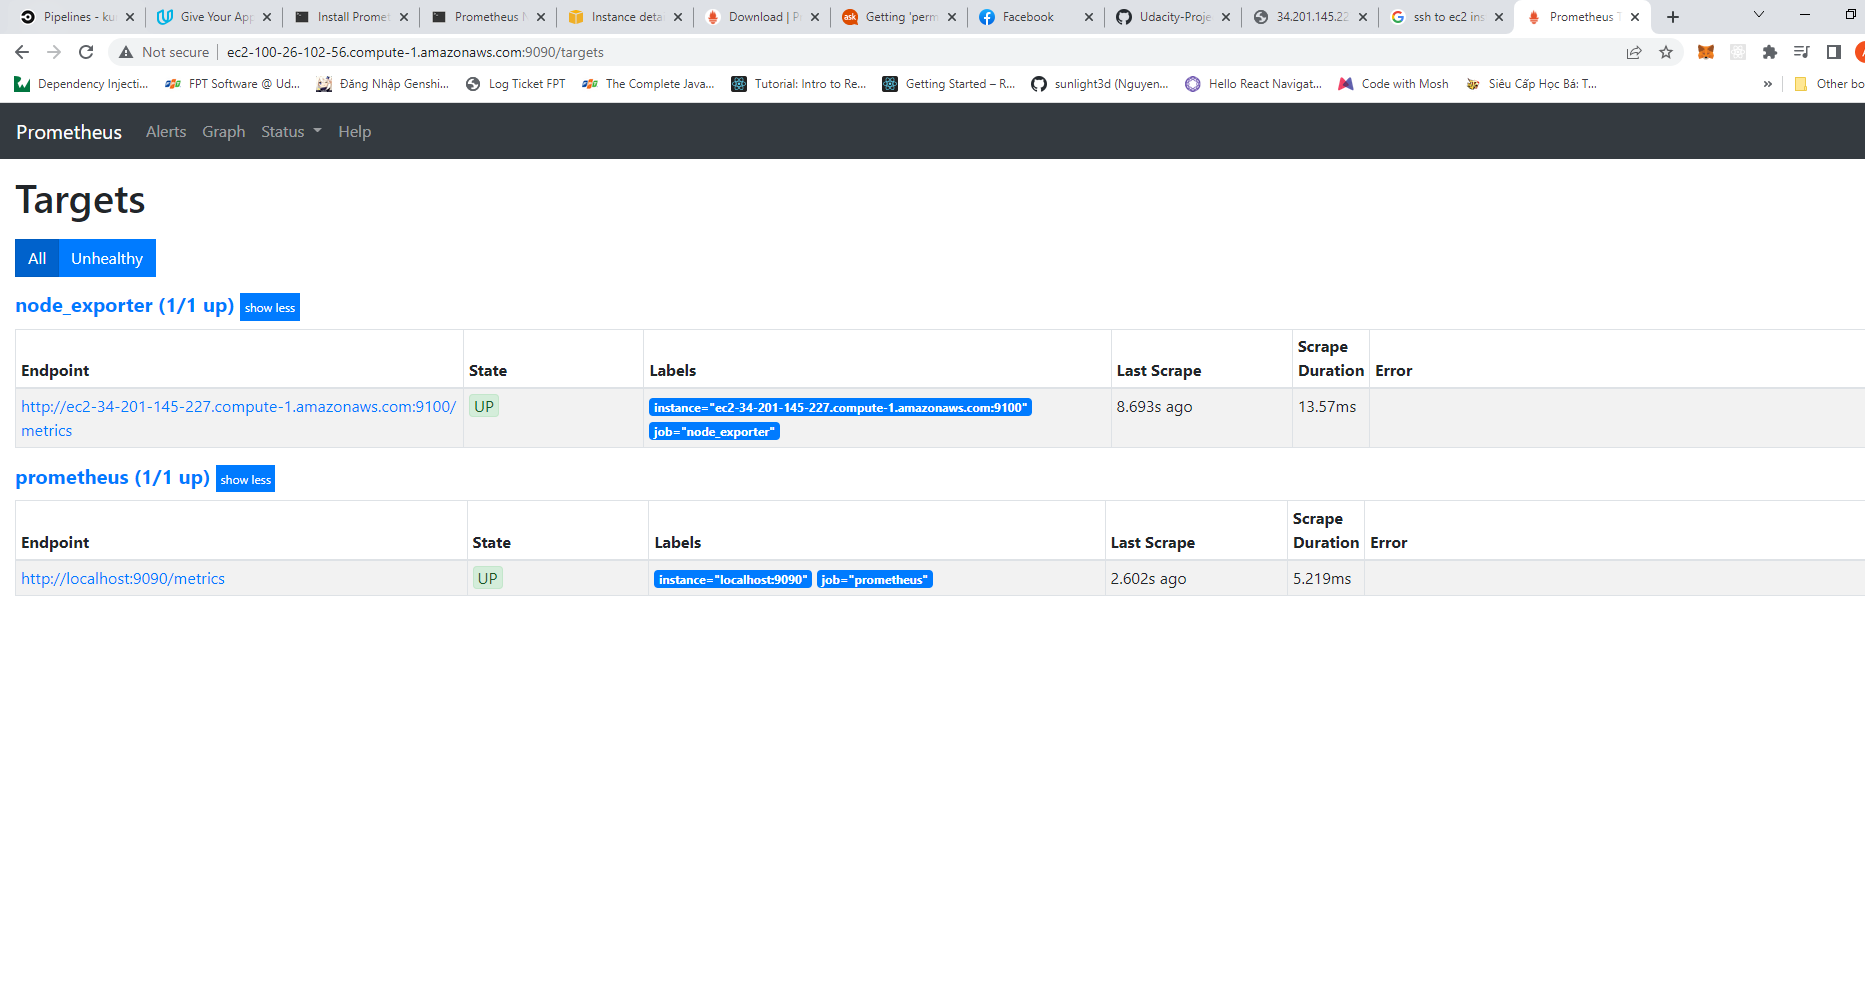 Pipelines - ku
Give Your App
Install Promet
Prometheus N
Instance detai
Download | Pr
Getting 'perm
Facebook
Udacity-Proje
34.201.145.22
ssh to ec2 ins
Prometheus T
Not secure
ec2-100-26-102-56.compute-1.amazonaws.com:9090/targets
Dependency Injecti...
FPT Software @ Ud...
Đăng Nhập Genshi...
Log Ticket FPT
The Complete Java...
Tutorial: Intro to Re...
Getting Started – R...
sunlight3d (Nguyen...
Hello React Navigat...
Code with Mosh
Siêu Cấp Học Bá: T...
»
Other bo
Prometheus
Alerts
Graph
Status
Help
Targets
All
Unhealthy
node_exporter (1/1 up)
show less
Endpoint
State
Labels
Last Scrape
Scrape
Duration
Error
http://ec2-34-201-145-227.compute-1.amazonaws.com:9100/
metrics
UP
instance="ec2-34-201-145-227.compute-1.amazonaws.com:9100"
job="node_exporter"
8.693s ago
13.57ms
prometheus (1/1 up)
show less
Endpoint
State
Labels
Last Scrape
Scrape
Duration
Error
http://localhost:9090/metrics
UP
instance="localhost:9090"
job="prometheus"
2.602s ago
5.219ms